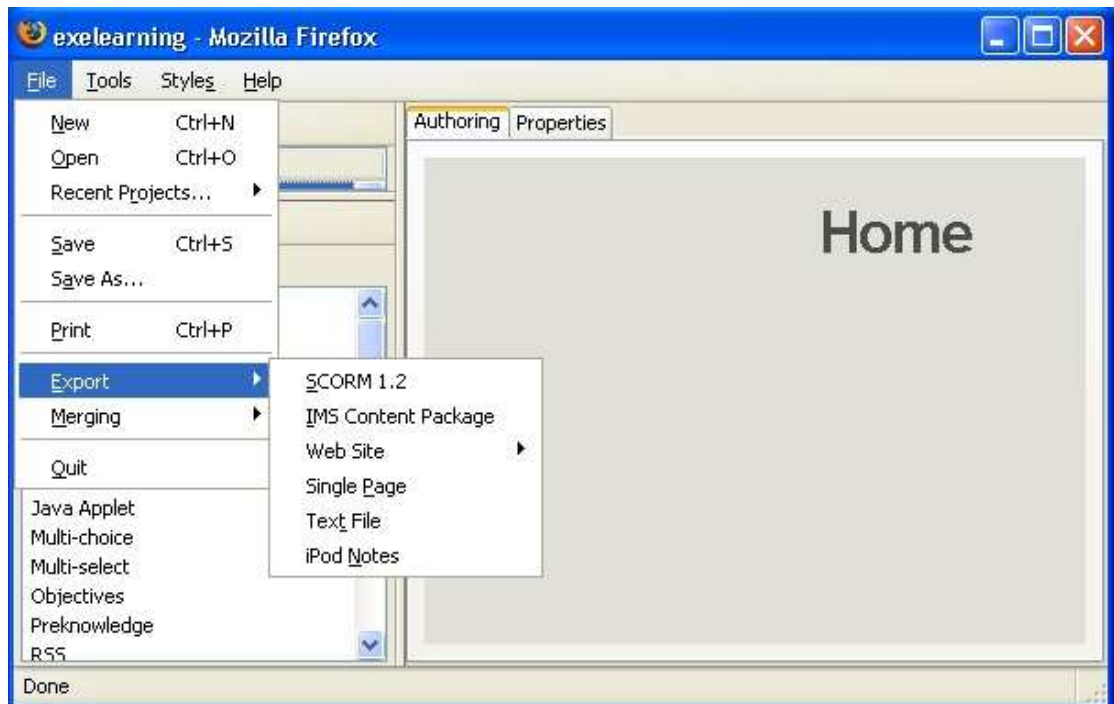 exelearning - Mozilla Firefox
File Tools Styles Help
New Ctrl+N
Open Ctrl+O
Recent Projects...
Save Ctrl+S
Save As...
Print Ctrl+P
Export
Merging
Quit
SCORM 1.2
IMS Content Package
Web Site
Single Page
Text File
iPod Notes
Java Applet
Multi-choice
Multi-select
Objectives
Preknowledge
RSS
Authoring Properties
Home
Done